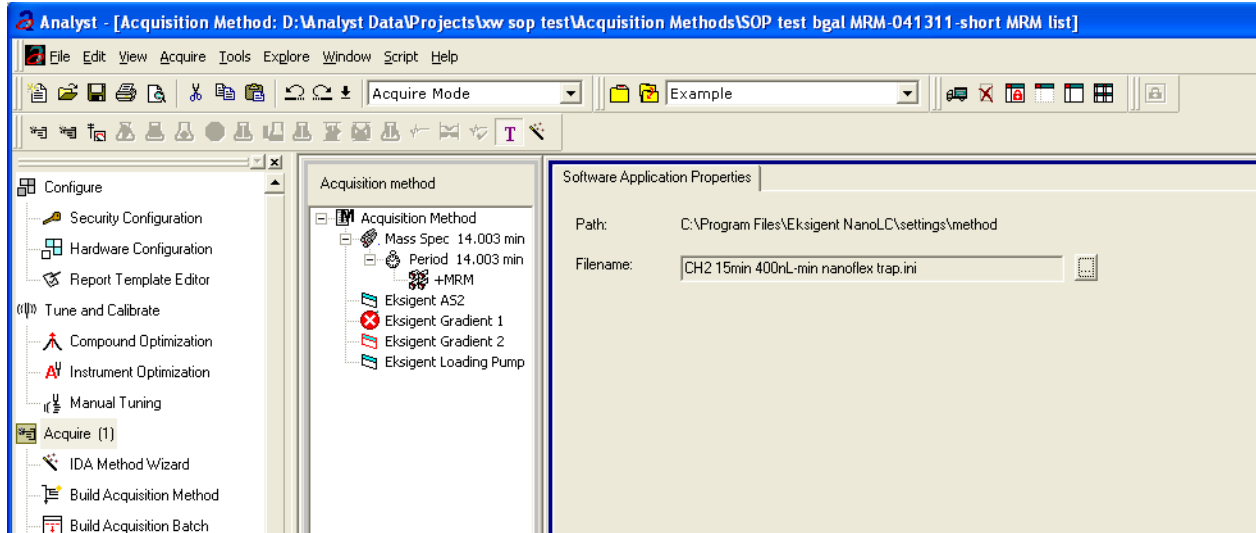 Analyst - [Acquisition Method: D:\Analyst Data\Projects\xw sop test\Acquisition Methods\SOP test bgal MRM-041311-short MRM list]
File Edit View Acquire Tools Explore Window Script Help
Acquire Mode
Example
T
Configure
Security Configuration
Hardware Configuration
Report Template Editor
Tune and Calibrate
Compound Optimization
Instrument Optimization
Manual Tuning
Acquire (1)
IDA Method Wizard
Build Acquisition Method
Build Acquisition Batch
Acquisition method
Acquisition Method
Mass Spec 14.003 min
Period 14.003 min
+MRM
Eksigent AS2
Eksigent Gradient 1
Eksigent Gradient 2
Eksigent Loading Pump
Software Application Properties
Path: C:\Program Files\Eksigent NanoLC\settings\method
Filename: CH2 15min 400nL-min nanoflex trap.ini
...